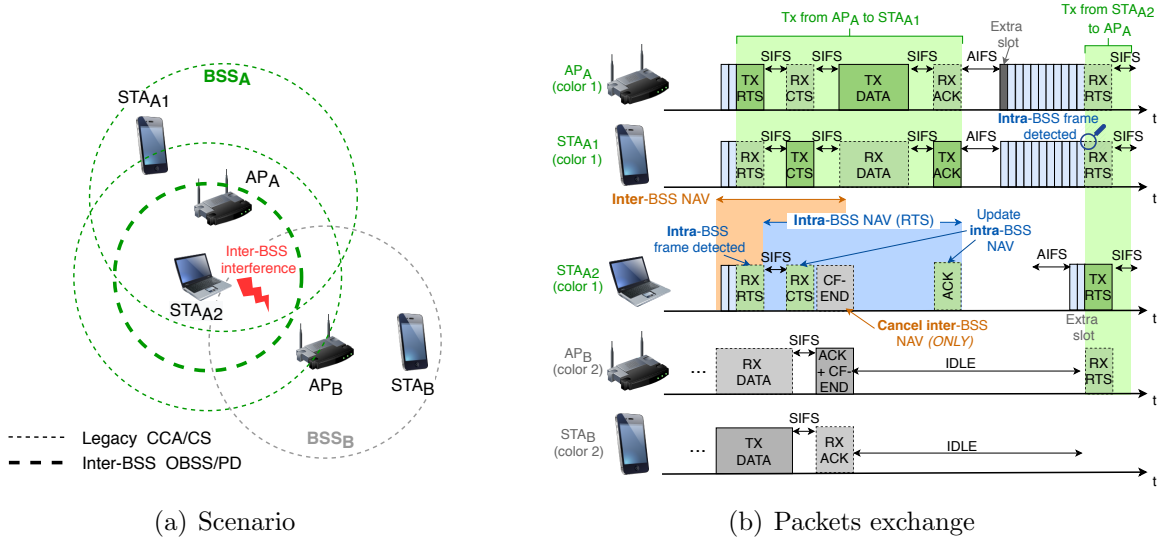 BSSA
STAA1
APA
Inter-BSS
interference
STAA2
APB
STAB
BSSB
Legacy CCA/CS
Inter-BSS OBSS/PD
(a) Scenario
Tx from APA to STAA1
Tx from STAA2
to APA
Extra
slot
SIFS
SIFS
SIFS
AIFS
SIFS
APA
(color 1)
TX
RTS
RX
CTS
TX
DATA
RX
ACK
RX
RTS
t
Intra-BSS frame
detected
STAA1
(color 1)
SIFS
SIFS
SIFS
AIFS
SIFS
RX
RTS
TX
CTS
RX
DATA
TX
ACK
RX
RTS
t
Inter-BSS NAV
Intra-BSS NAV (RTS)
Update
intra-BSS
NAV
Intra-BSS
frame detected
STAA2
(color 1)
SIFS
AIFS
SIFS
RX
RTS
RX
CTS
CF-
END
ACK
TX
RTS
t
Cancel inter-BSS
NAV (ONLY)
Extra
slot
APB
(color 2)
...
RX
DATA
SIFS
ACK
+ CF-
END
IDLE
RX
RTS
t
STAB
(color 2)
...
TX
DATA
SIFS
RX
ACK
IDLE
t
(b) Packets exchange